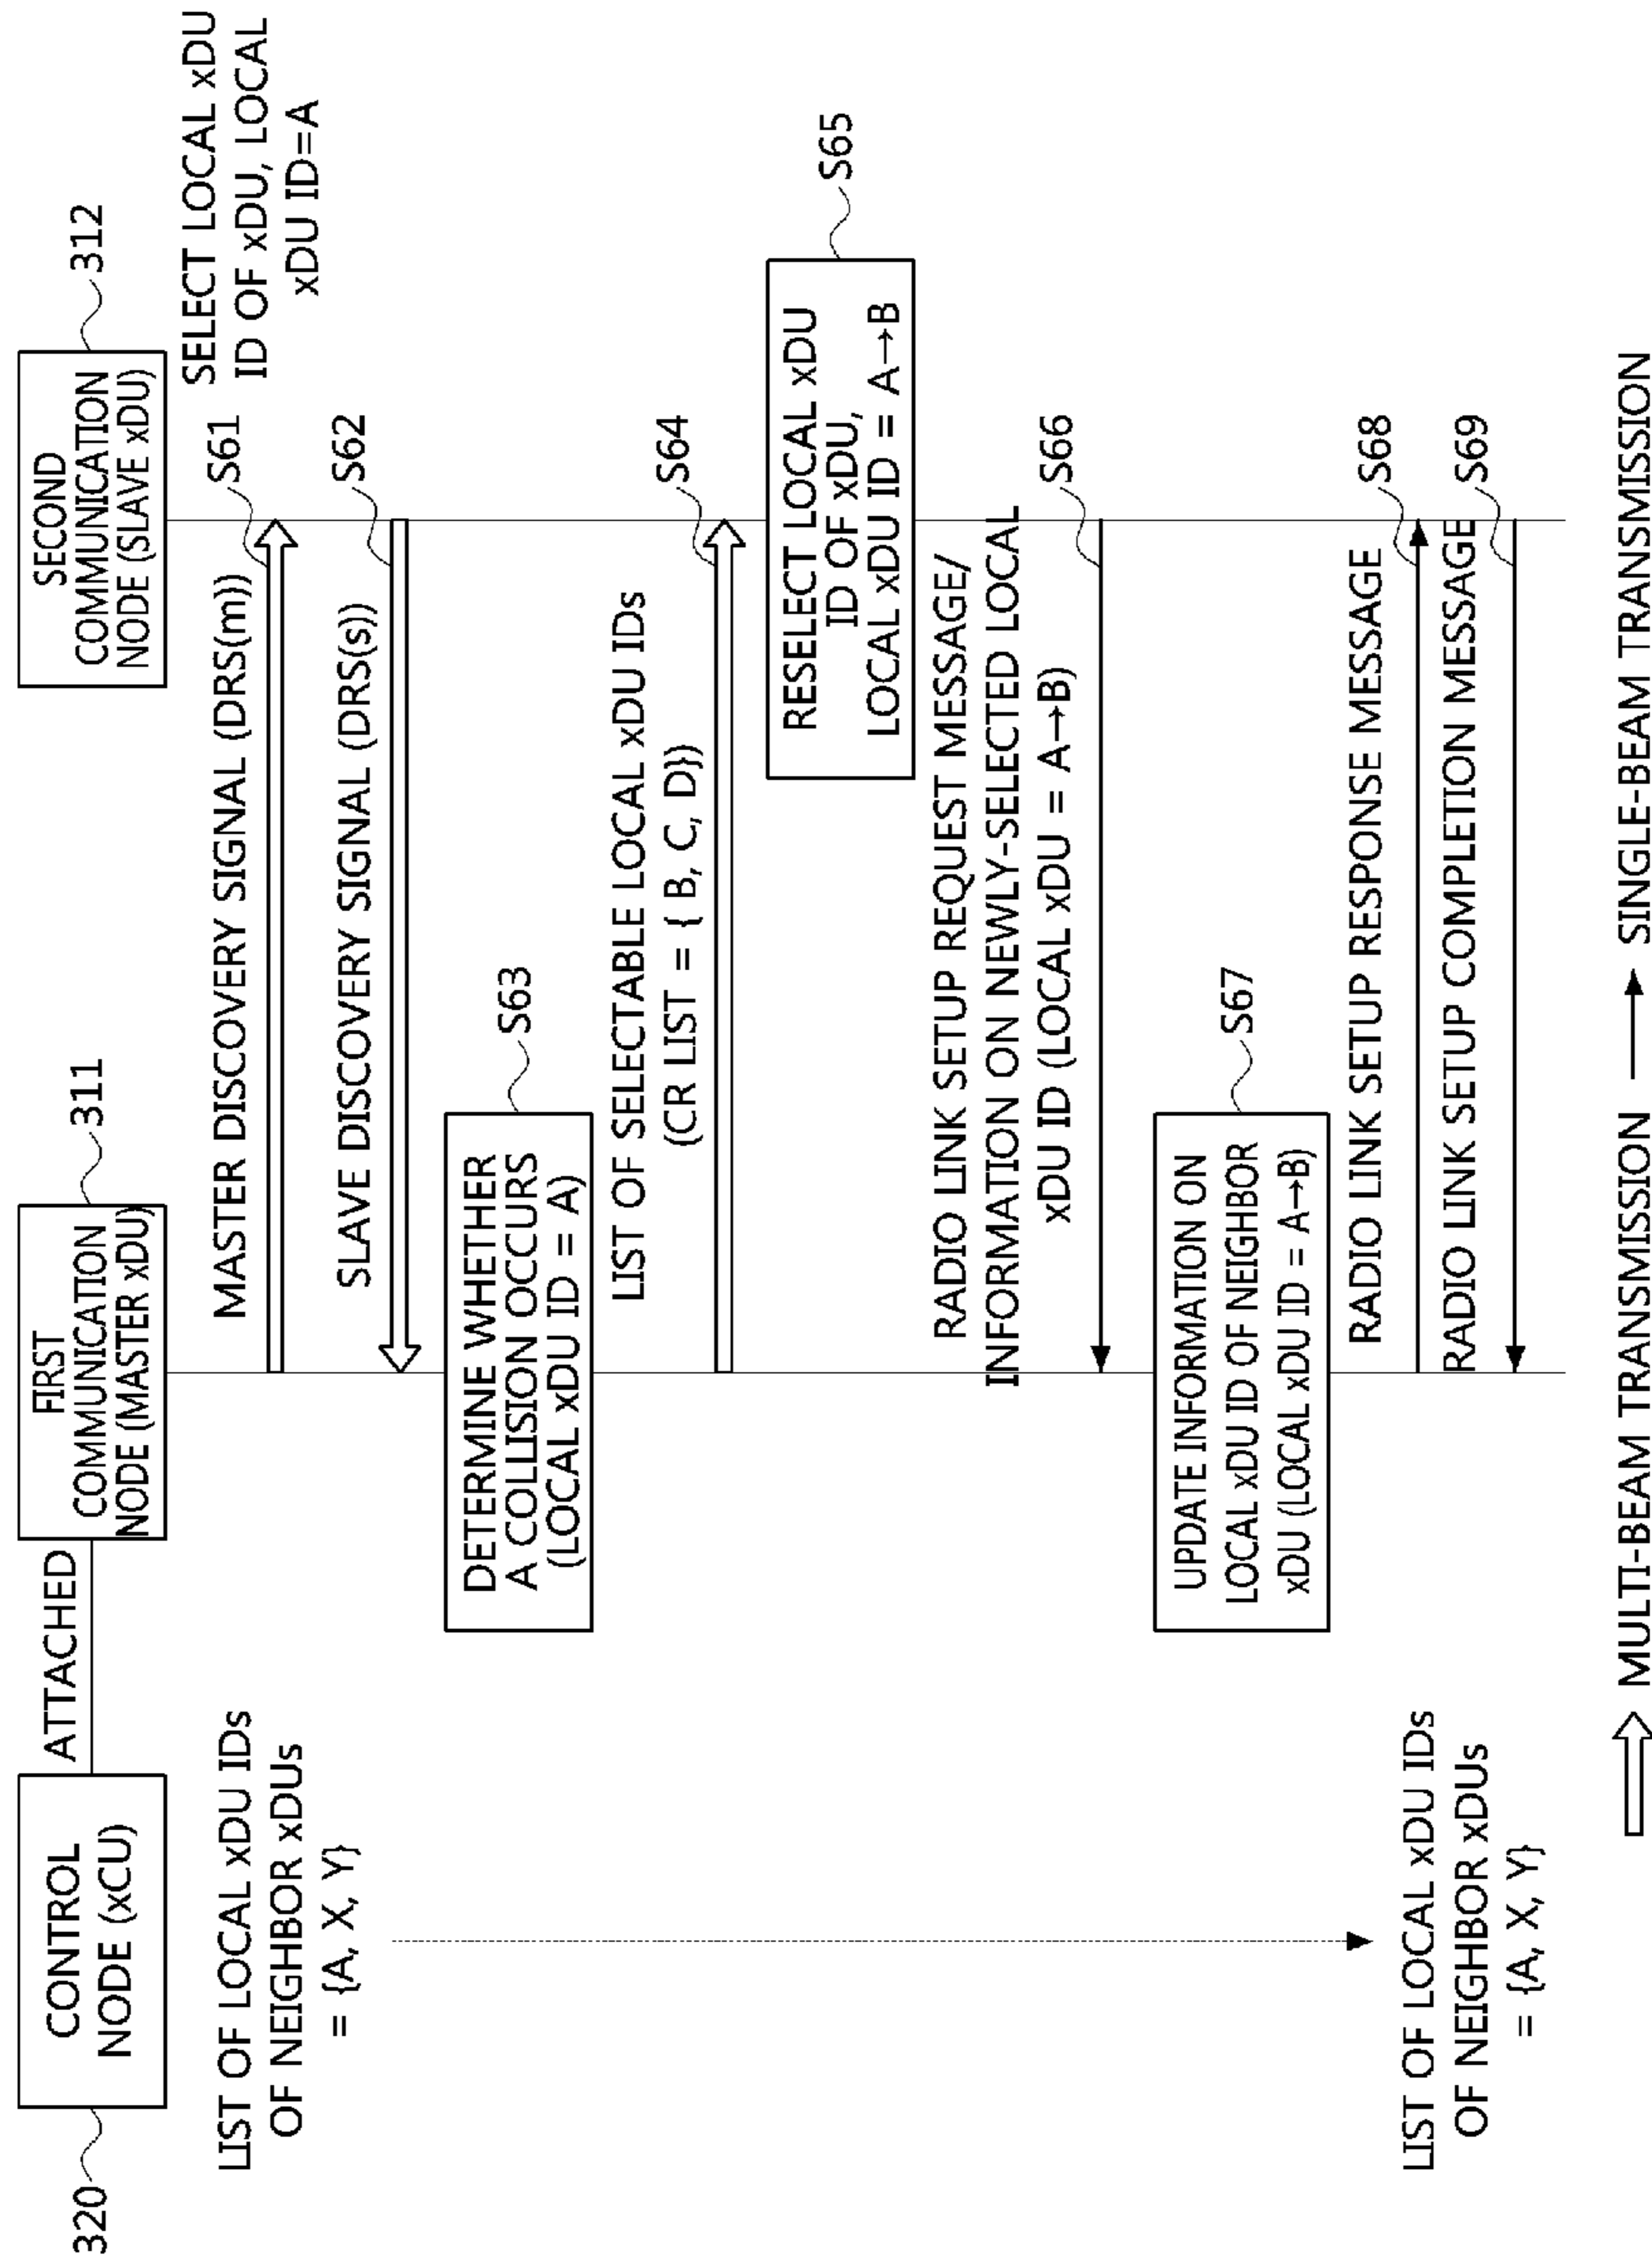 320
CONTROL
NODE (xCU)
ATTACHED
FIRST
COMMUNICATION
NODE (MASTER xDU)
311
SECOND
COMMUNICATION
NODE (SLAVE xDU)
312
LIST OF LOCAL xDU IDs
OF NEIGHBOR xDUs
= {A, X, Y}
SELECT LOCAL xDU
ID OF xDU, LOCAL
xDU ID=A
MASTER DISCOVERY SIGNAL (DRS(m))
S61
SLAVE DISCOVERY SIGNAL (DRS(s))
S62
DETERMINE WHETHER
A COLLISION OCCURS
(LOCAL xDU ID = A)
S63
LIST OF SELECTABLE LOCAL xDU IDs
(CR LIST = { B, C, D})
S64
RESELECT LOCAL xDU
ID OF xDU,
LOCAL xDU ID = A→B
S65
RADIO LINK SETUP REQUEST MESSAGE/
INFORMATION ON NEWLY-SELECTED LOCAL
xDU ID (LOCAL xDU = A→B)
S66
UPDATE INFORMATION ON
LOCAL xDU ID OF NEIGHBOR
xDU (LOCAL xDU ID = A→B)
S67
RADIO LINK SETUP RESPONSE MESSAGE
S68
RADIO LINK SETUP COMPLETION MESSAGE
S69
LIST OF LOCAL xDU IDs
OF NEIGHBOR xDUs
= {A, X, Y}
MULTI-BEAM TRANSMISSION
SINGLE-BEAM TRANSMISSION